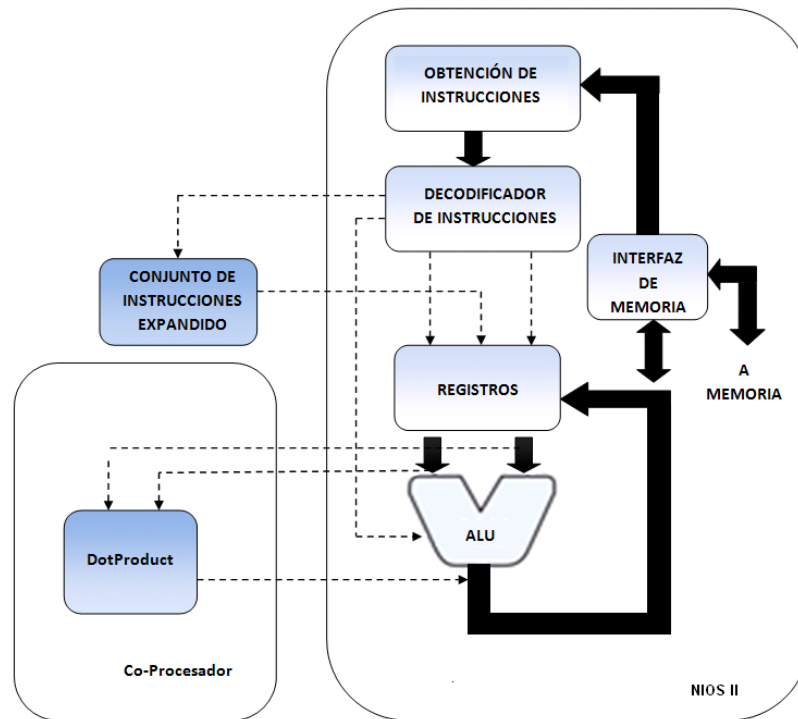 OBTENCIÓN DE
INSTRUCCIONES
DECODIFICADOR
DE INSTRUCCIONES
CONJUNTO DE
INSTRUCCIONES
EXPANDIDO
INTERFAZ
DE
MEMORIA
A
MEMORIA
REGISTROS
ALU
DotProduct
Co-Procesador
NIOS II